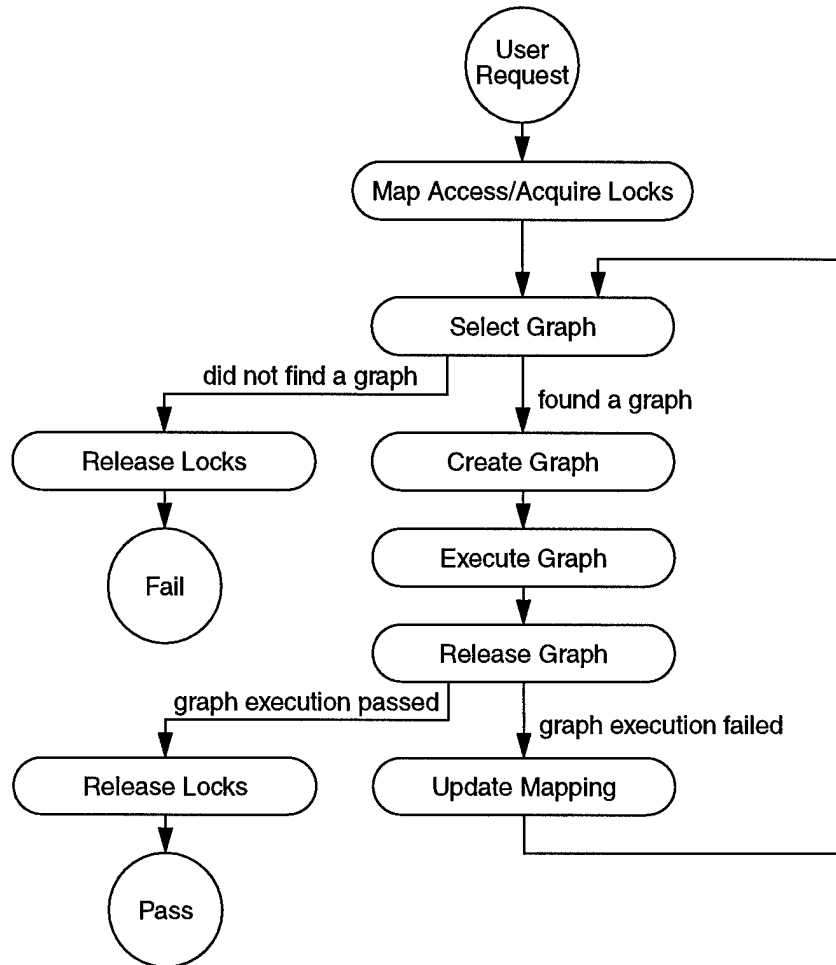 User
Request
Map Access/Acquire Locks
Select Graph
did not find a graph
found a graph
Release Locks
Create Graph
Fail
Execute Graph
Release Graph
graph execution passed
graph execution failed
Release Locks
Update Mapping
Pass